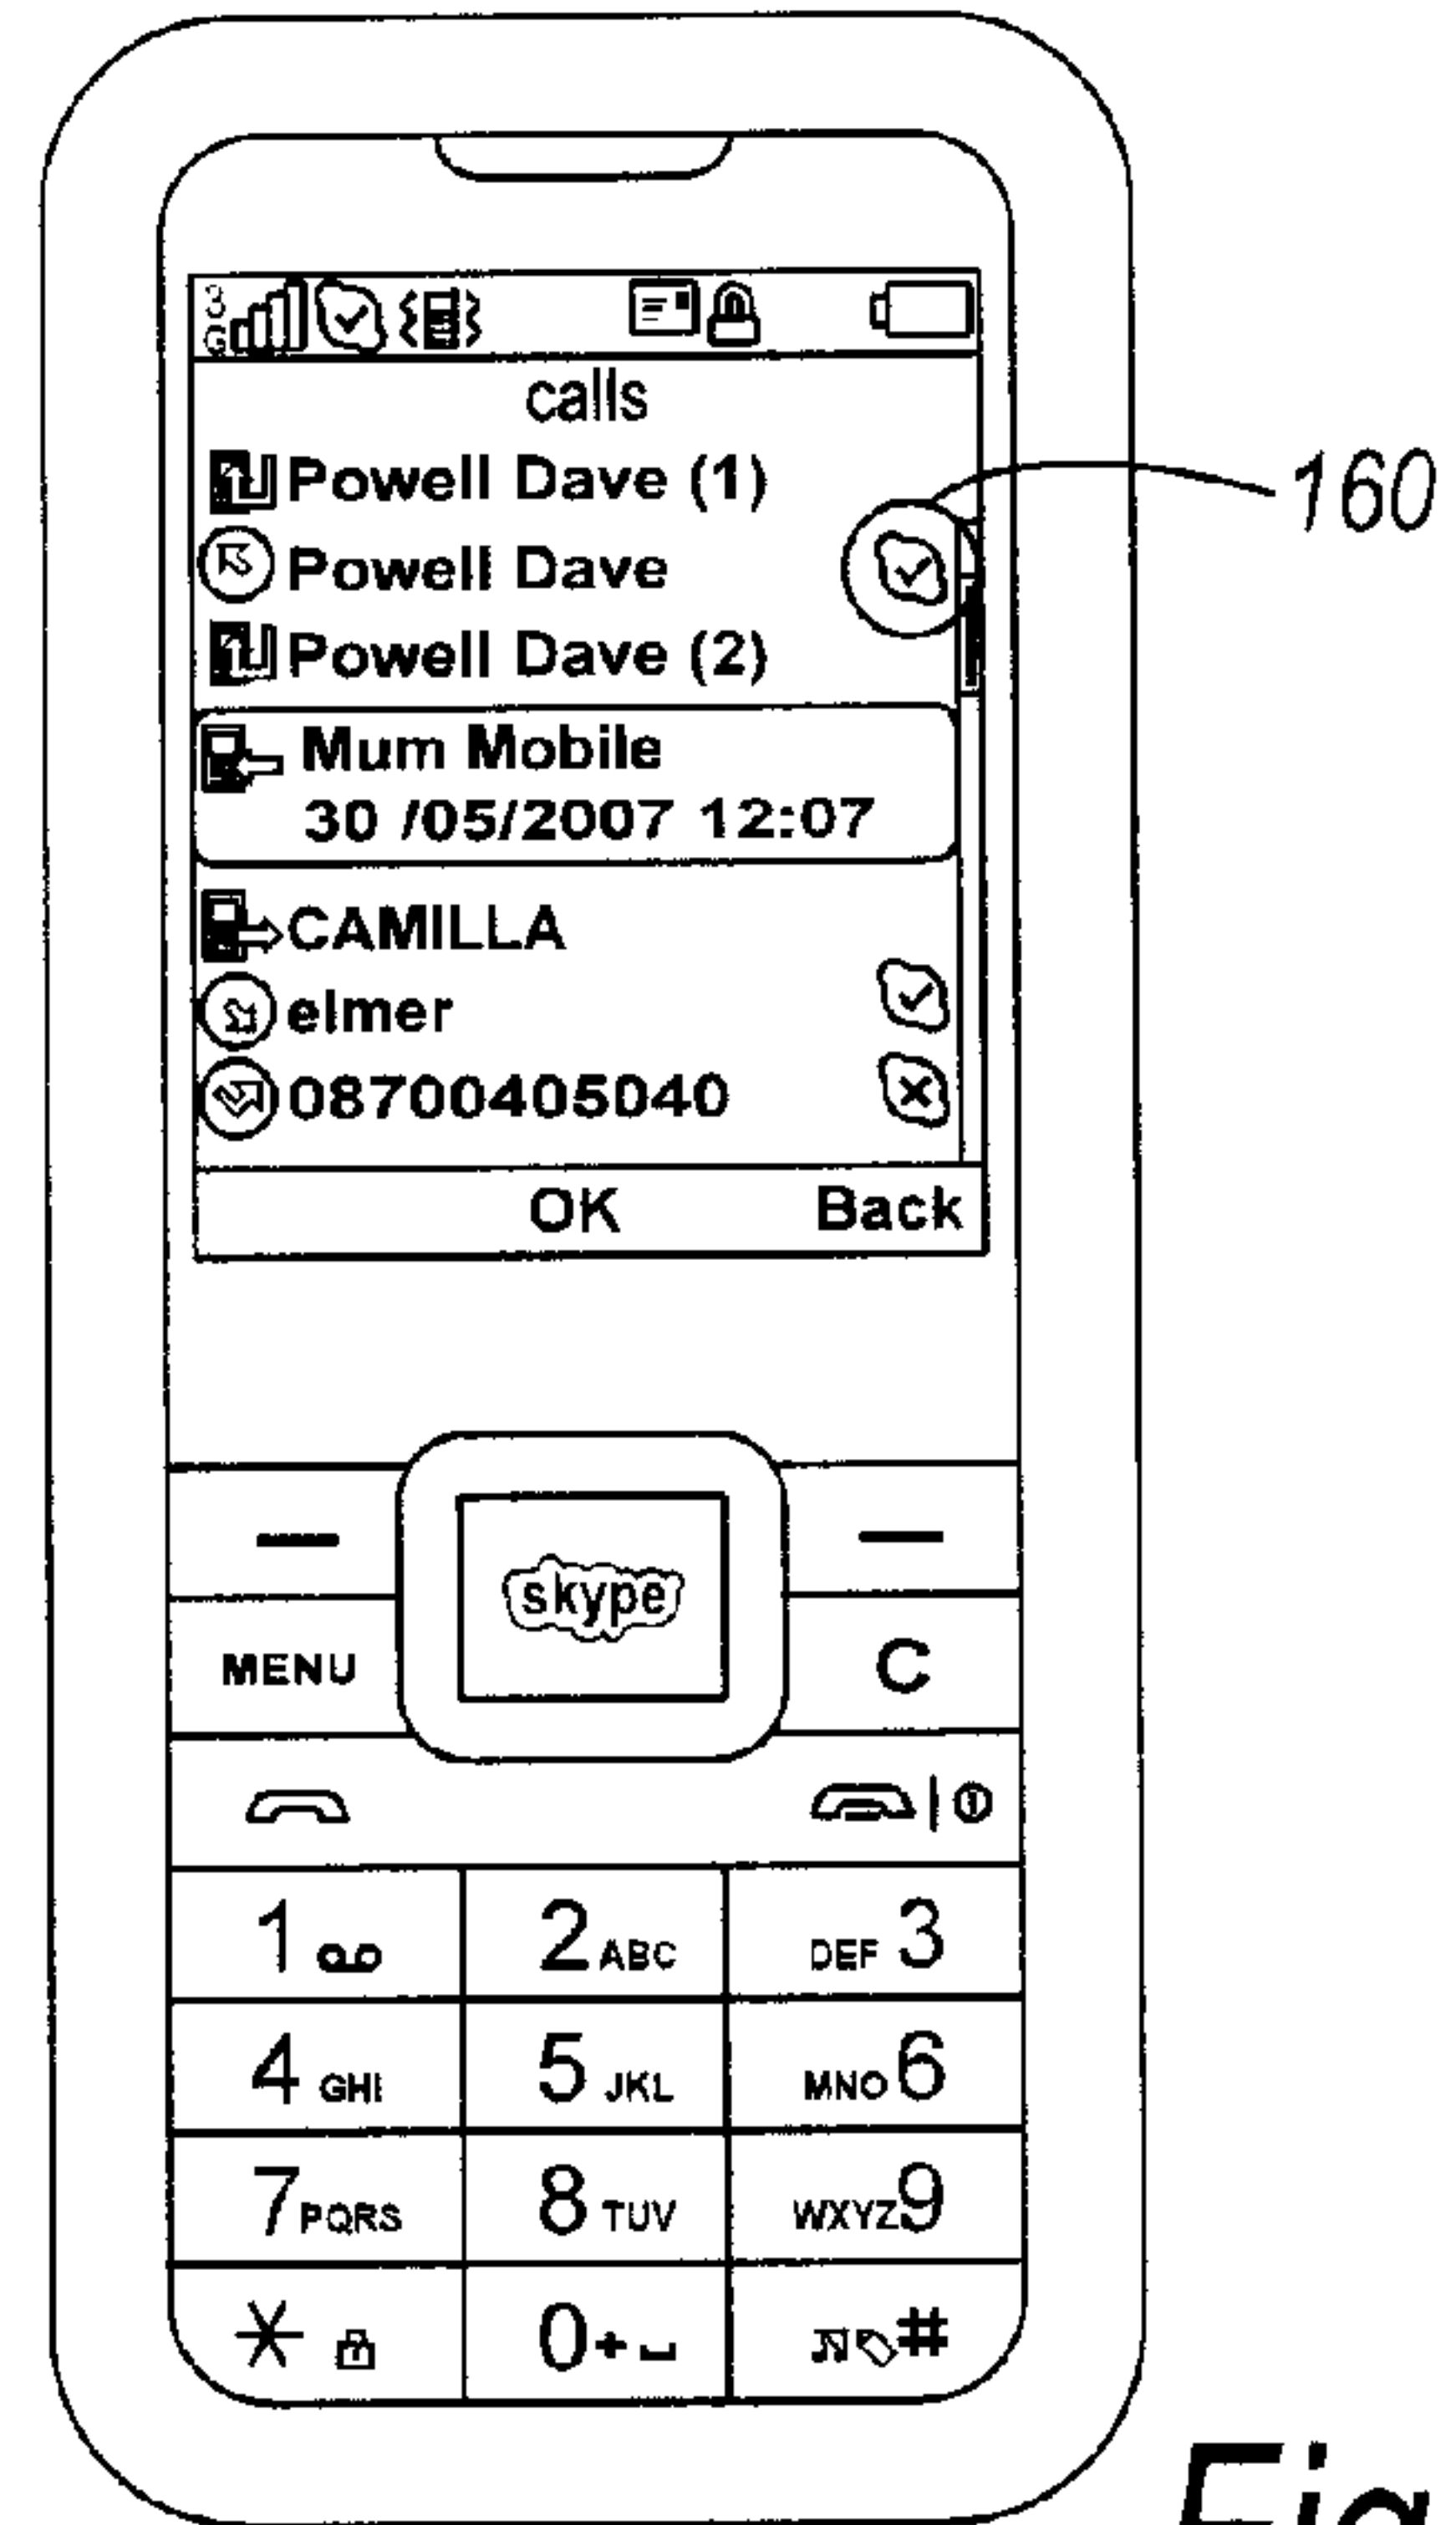 3G
calls
Powell Dave (1)
160
Powell Dave
Powell Dave (2)
Mum Mobile
30 /05/2007 12:07
CAMILLA
elmer
08700405040
OK Back
skype
MENU C
1 2 ABC DEF 3
4 GHI 5 JKL MNO 6
7 PQRS 8 TUV WXYZ 9
* 0 + #
Fig